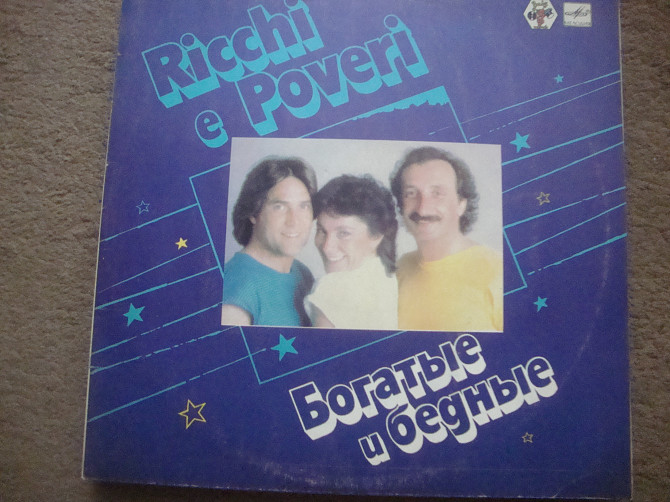 Ricchi
e Poveri
Богатые
и бедные